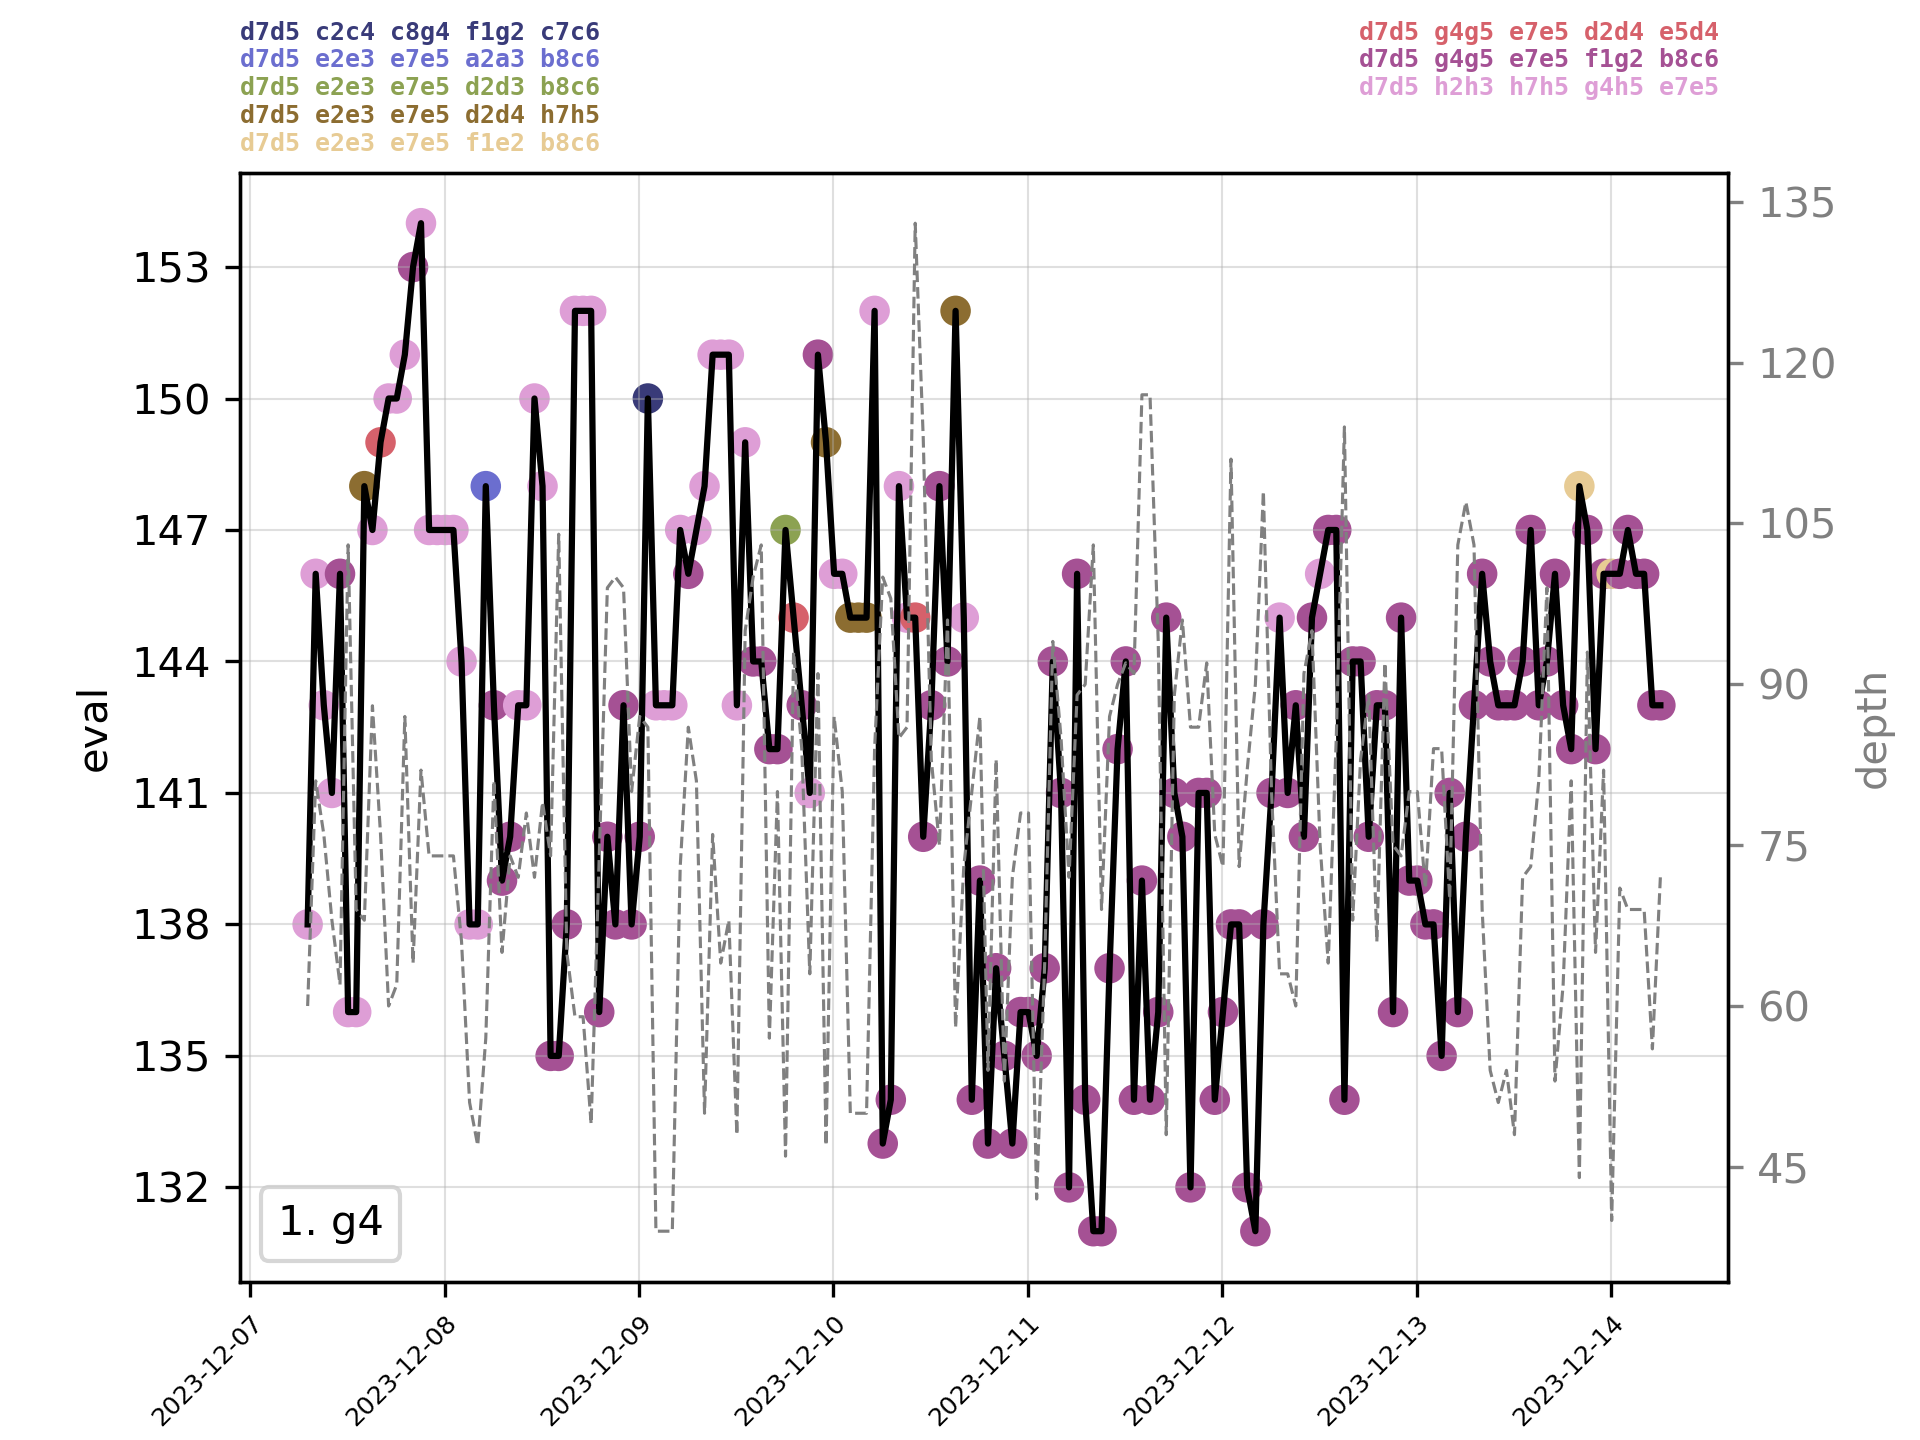 d7d5 c2c4 c8g4 f1g2 c7c6
d7d5 e2e3 e7e5 a2a3 b8c6
d7d5 e2e3 e7e5 d2d3 b8c6
d7d5 e2e3 e7e5 d2d4 h7h5
d7d5 e2e3 e7e5 f1e2 b8c6
d7d5 g4g5 e7e5 d2d4 e5d4
d7d5 g4g5 e7e5 f1g2 b8c6
d7d5 h2h3 h7h5 g4h5 e7e5
153
150
147
144
141
138
135
132
eval
135
120
105
90
75
60
45
depth
1. g4
2023-12-07
2023-12-08
2023-12-09
2023-12-10
2023-12-11
2023-12-12
2023-12-13
2023-12-14